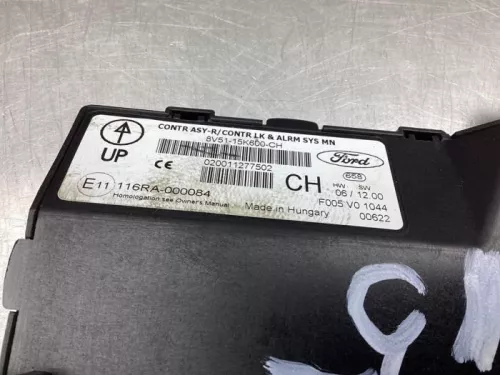 CONTR ASY-R/CONTR LK & ALRM SYS MN
8V51-15K600-CH
UP
020011277502
CE
Ford
CH
658
HW SW
06 / 12.00
E11 116RA-000084
Homologation see Owner's Manual
Made in Hungary
F005 V0 1044
00622